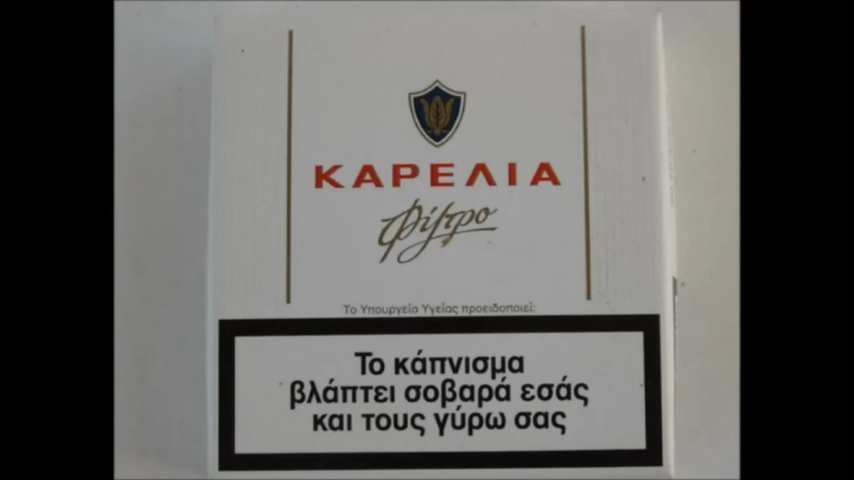 ΚΑΡΕΛΙΑ
Φίλτρο
Το Υπουργείο Υγείας προειδοποιεί:
Το κάπνισμα
βλάπτει σοβαρά εσάς
και τους γύρω σας